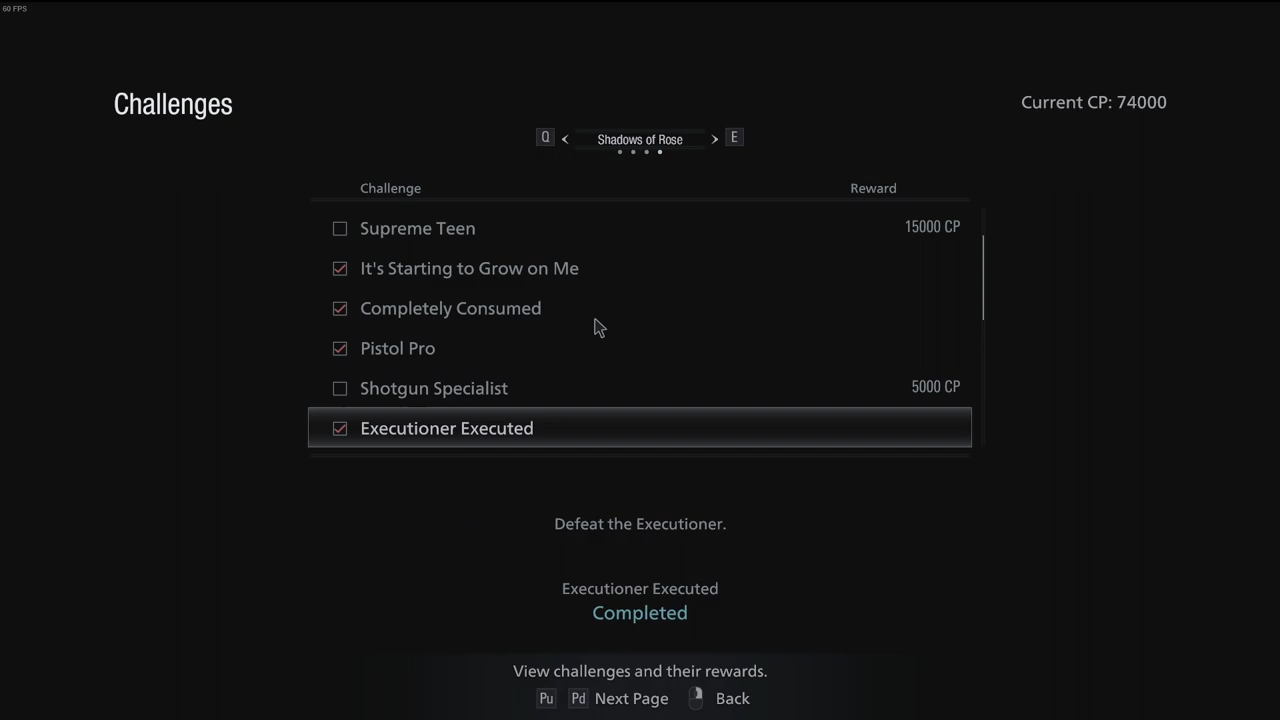 60 FPS
Challenges
Current CP: 74000
Q < Shadows of Rose > E
Challenge Reward
Supreme Teen 15000 CP
It's Starting to Grow on Me
Completely Consumed
Pistol Pro
Shotgun Specialist 5000 CP
Executioner Executed
Defeat the Executioner.
Executioner Executed
Completed
View challenges and their rewards.
Pu Pd Next Page Back